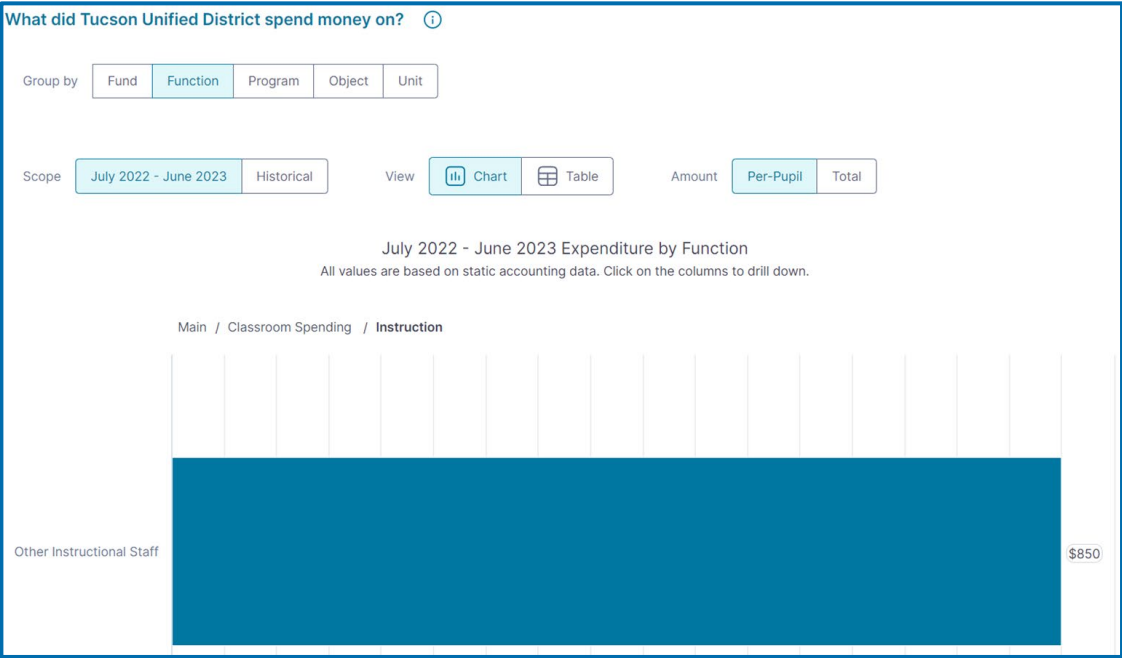 What did Tucson Unified District spend money on?
Group by Fund Function Program Object Unit
Scope July 2022 - June 2023 Historical View Chart Table Amount Per-Pupil Total
July 2022 - June 2023 Expenditure by Function
All values are based on static accounting data. Click on the columns to drill down.
Main / Classroom Spending / Instruction
Other Instructional Staff $850